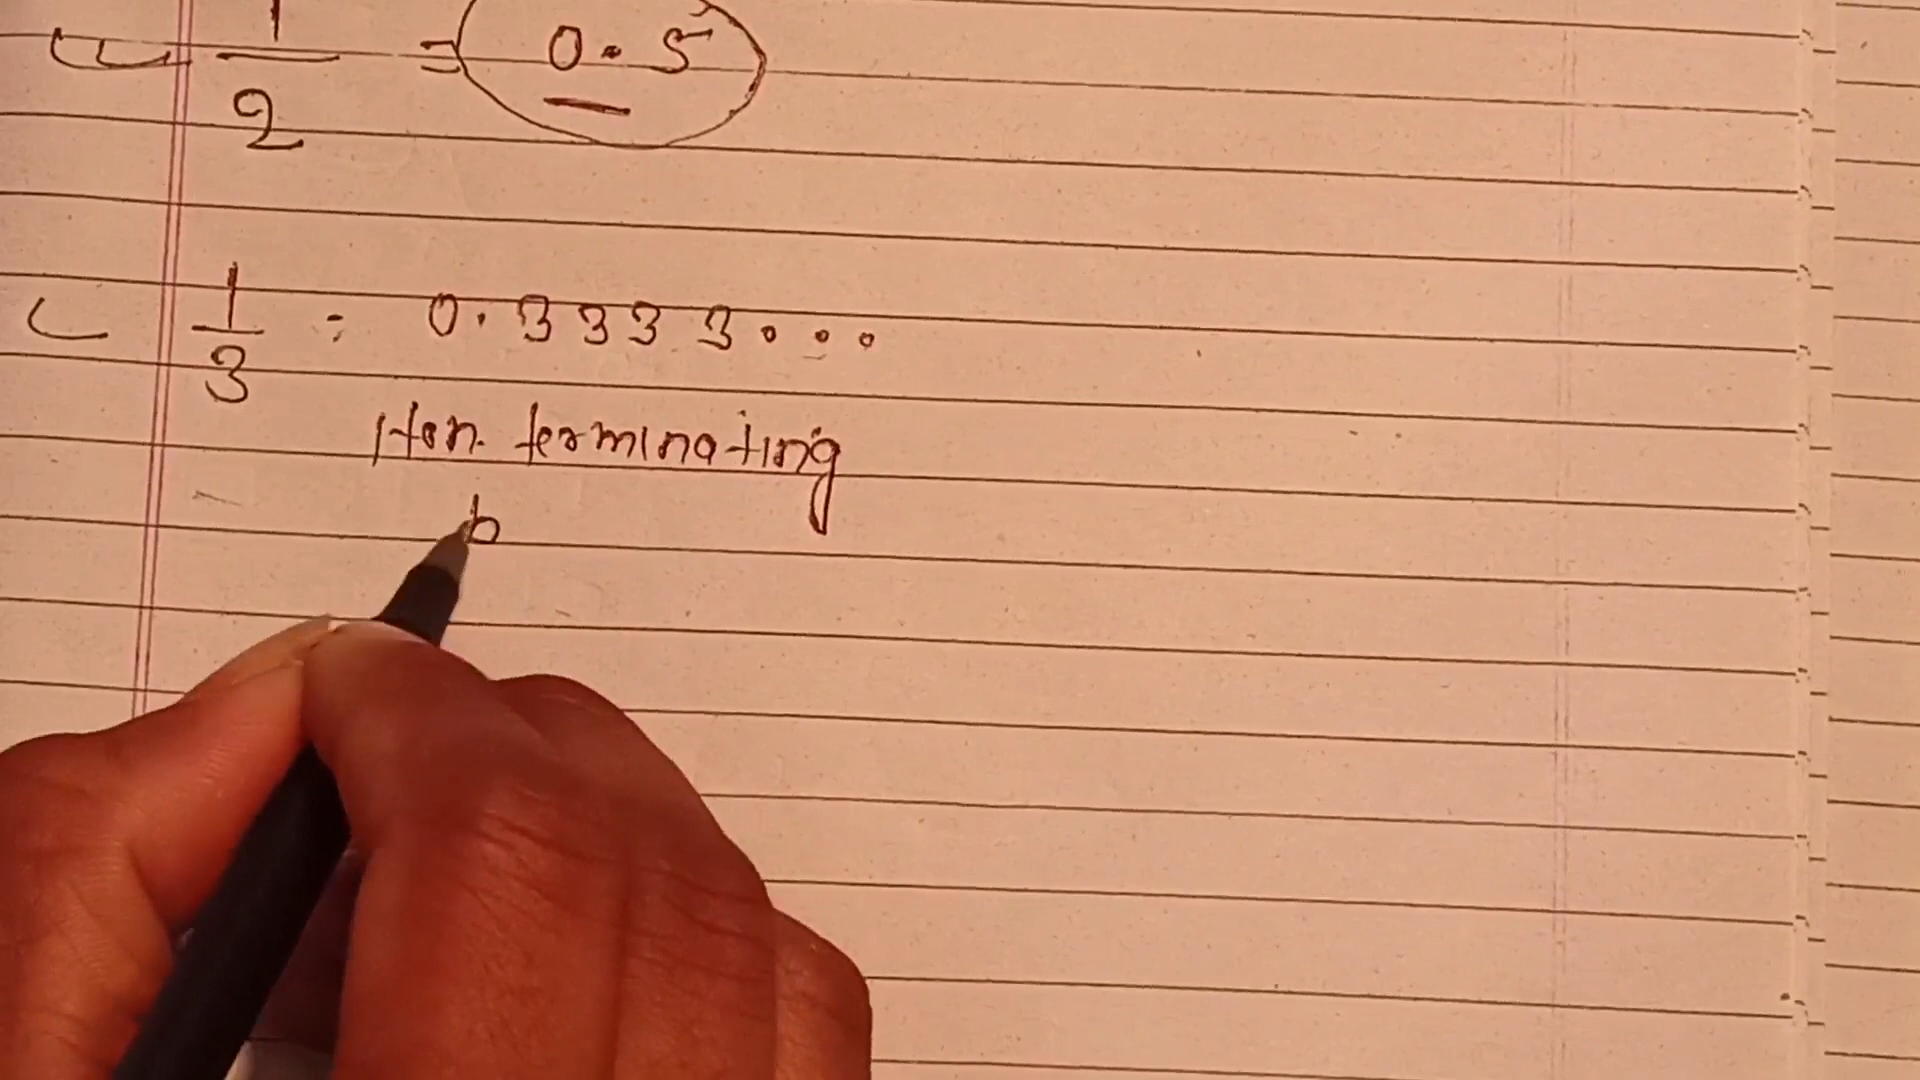 1/2 = 0.5
1/3 = 0.3333...
Non. terminating
b